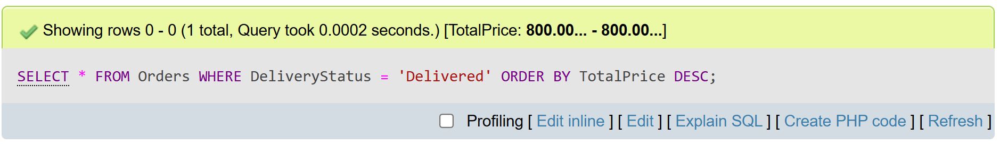 Showing rows 0 - 0 (1 total, Query took 0.0002 seconds.) [TotalPrice: 800.00... - 800.00...]
SELECT * FROM Orders WHERE DeliveryStatus = 'Delivered' ORDER BY TotalPrice DESC;
Profiling [ Edit inline ] [ Edit ] [ Explain SQL ] [ Create PHP code ] [ Refresh ]